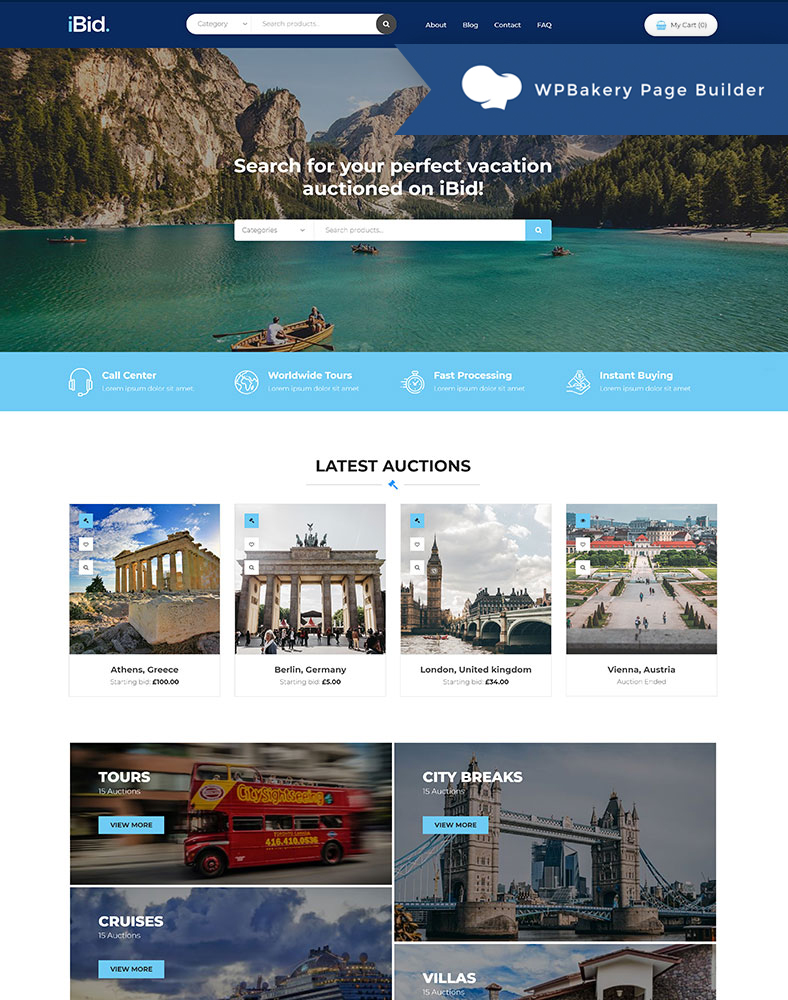 iBid.
Category
Search products...
About
Blog
Contact
FAQ
My Cart (0)
WPBakery Page Builder
Search for your perfect vacation
auctioned on iBid!
Categories
Search products...
Call Center
Lorem ipsum dolor sit amet.
Worldwide Tours
Lorem ipsum dolor sit amet
Fast Processing
Lorem ipsum dolor sit amet
Instant Buying
Lorem ipsum dolor sit amet
LATEST AUCTIONS
Athens, Greece
Starting bid: £100.00
Berlin, Germany
Starting bid: £5.00
London, United kingdom
Starting bid: £34.00
Vienna, Austria
Auction Ended
TOURS
15 Auctions
VIEW MORE
Citysightseeing
TORONTO LONDON
416.410.0536
CITY BREAKS
15 Auctions
VIEW MORE
CRUISES
15 Auctions
VIEW MORE
VILLAS